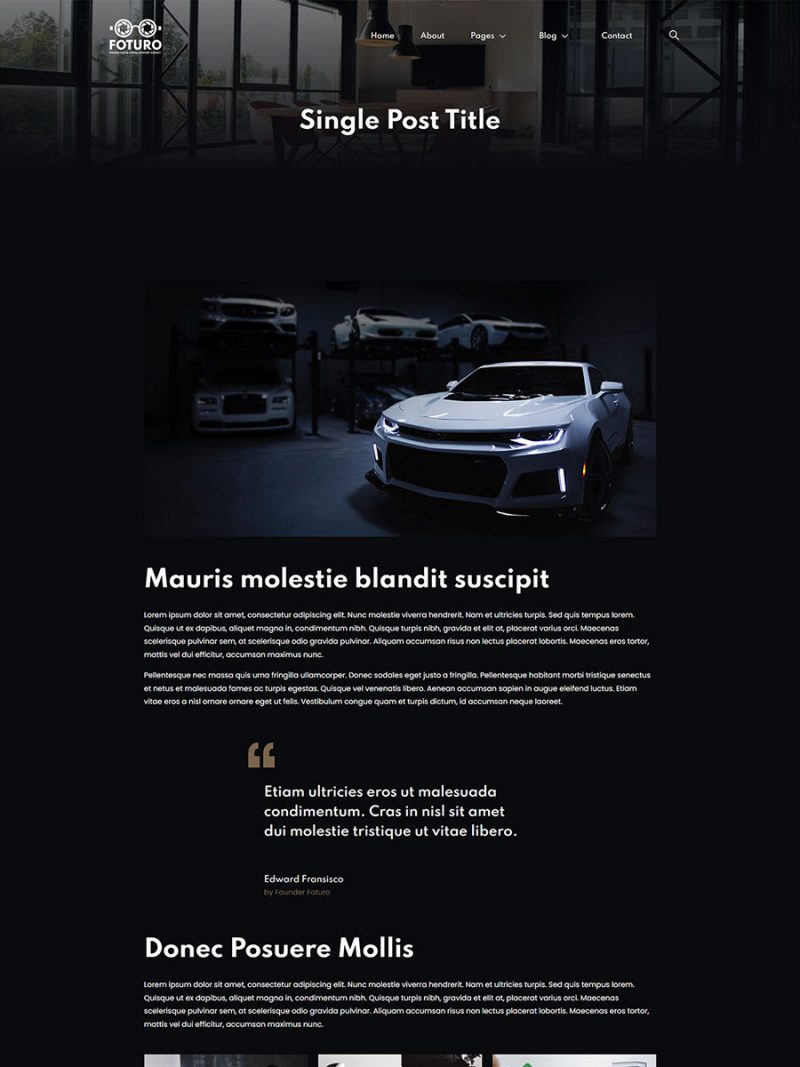 FOTURO
Home
About
Pages
Blog
Contact
Single Post Title
Mauris molestie blandit suscipit
Lorem ipsum dolor sit amet, consectetur adipiscing elit. Nunc molestie viverra hendrerit. Nam et ultricies turpis. Sed quis tempus lorem.
Quisque ut ex dapibus, aliquet magna in, condimentum nibh. Quisque turpis nibh, gravida et elit at, placerat varius orci. Maecenas
scelerisque pulvinar sem, at scelerisque odio gravida pulvinar. Aliquam accumsan risus non lectus placerat lobortis. Maecenas eros tortor,
mattis vel dui efficitur, accumsan maximus nunc.
Pellentesque nec massa quis urna fringilla ullamcorper. Donec sodales eget justo a fringilla. Pellentesque habitant morbi tristique senectus
et netus et malesuada fames ac turpis egestas. Quisque vel venenatis libero. Aenean accumsan sapien in augue eleifend luctus. Etiam
vitae eros a nisl ornare ornare eget ut felis. Vestibulum congue quam et turpis dictum, id accumsan neque laoreet.
“
Etiam ultricies eros ut malesuada
condimentum. Cras in nisl sit amet
dui molestie tristique ut vitae libero.
Edward Fransisco
by Founder Foturo
Donec Posuere Mollis
Lorem ipsum dolor sit amet, consectetur adipiscing elit. Nunc molestie viverra hendrerit. Nam et ultricies turpis. Sed quis tempus lorem.
Quisque ut ex dapibus, aliquet magna in, condimentum nibh. Quisque turpis nibh, gravida et elit at, placerat varius orci. Maecenas
scelerisque pulvinar sem, at scelerisque odio gravida pulvinar. Aliquam accumsan risus non lectus placerat lobortis. Maecenas eros tortor,
mattis vel dui efficitur, accumsan maximus nunc.